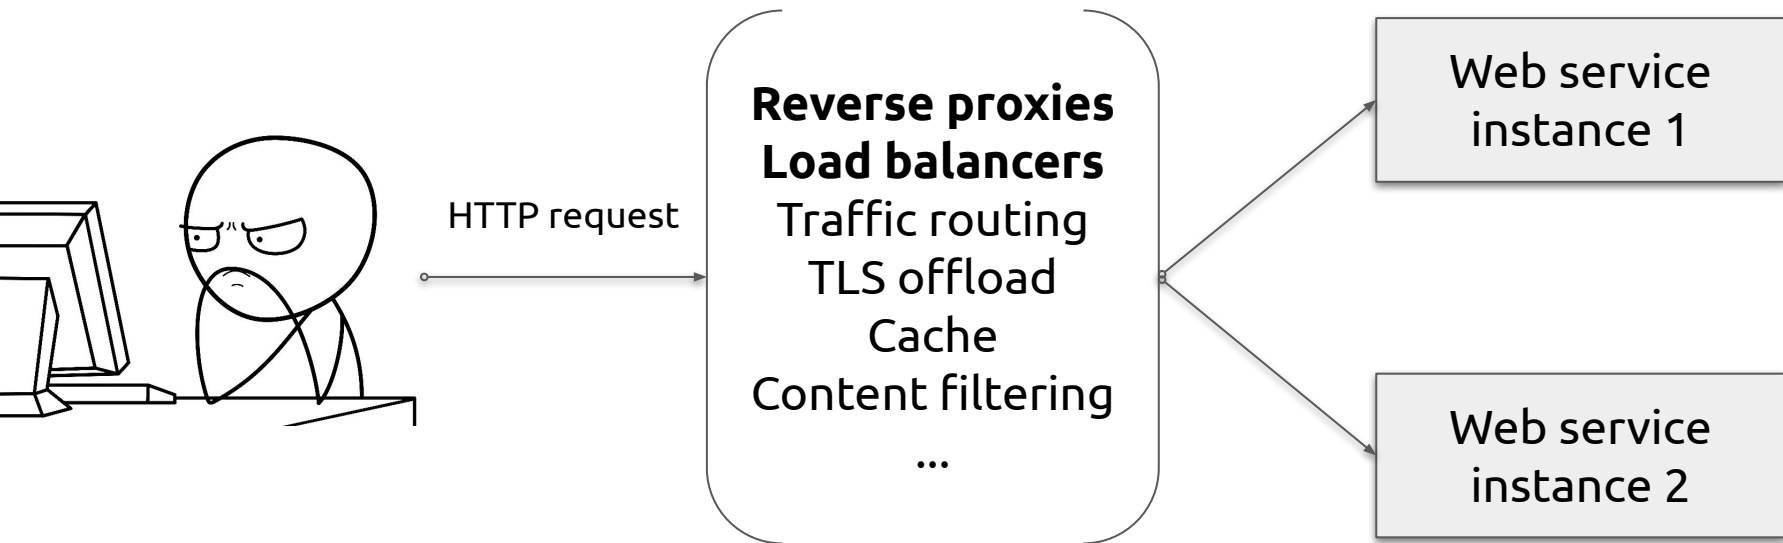 HTTP request
Reverse proxies
Load balancers
Traffic routing
TLS offload
Cache
Content filtering
...
Web service
instance 1
Web service
instance 2